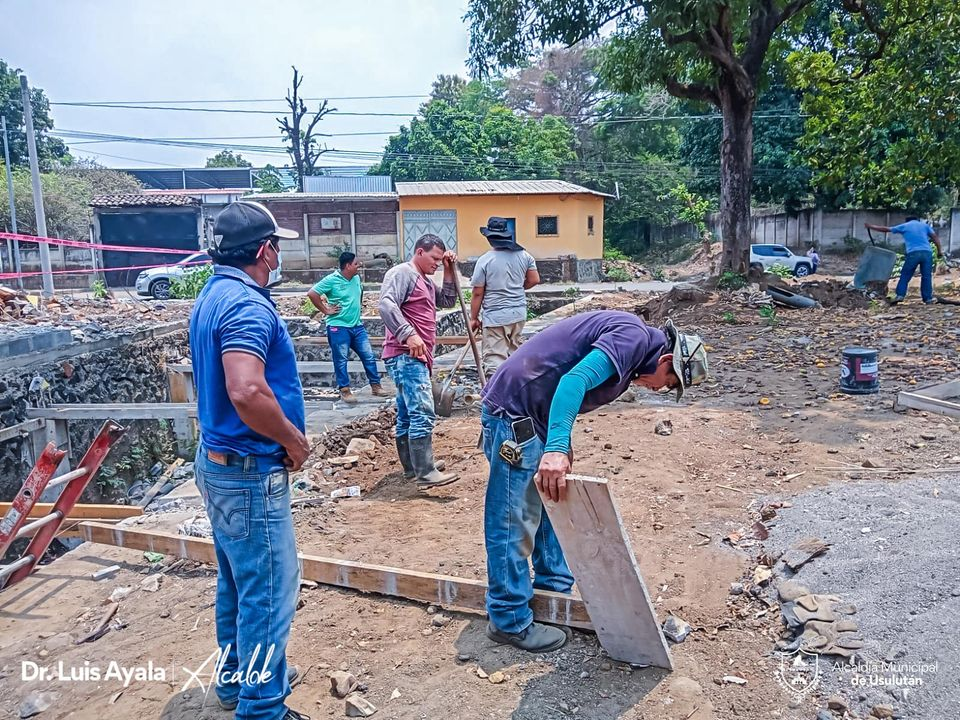 Dr. Luis Ayala | Alcalde
Alcaldía Municipal
de Usulután